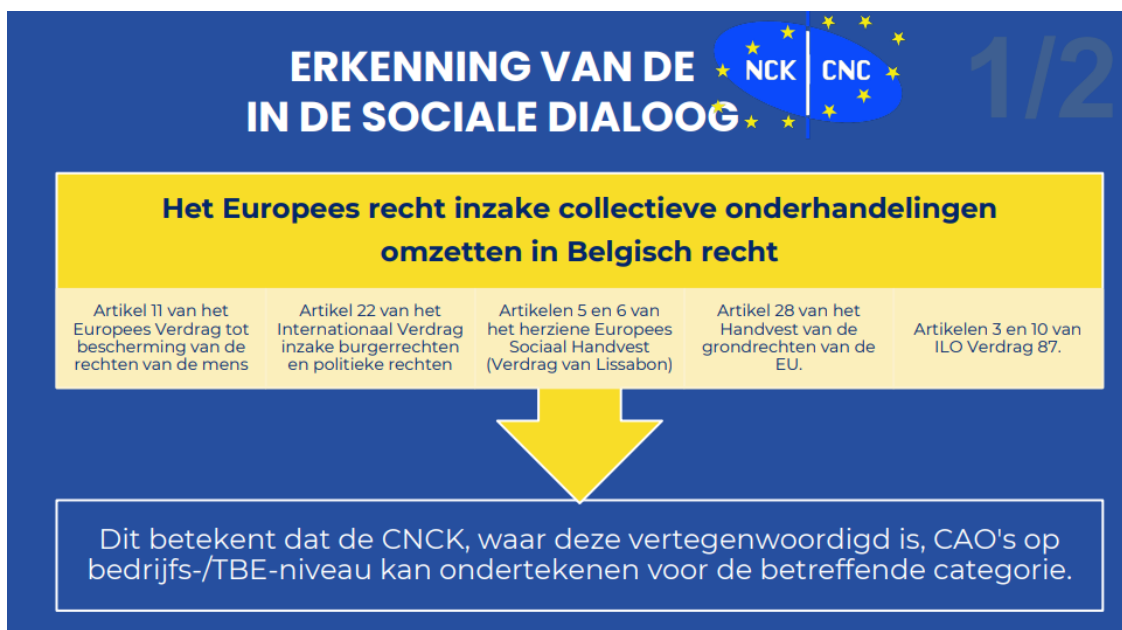 ERKENNING VAN DE
NCK CNC
1/2
IN DE SOCIALE DIALOOG
Het Europees recht inzake collectieve onderhandelingen
omzetten in Belgisch recht
Artikel 11 van het
Europees Verdrag tot
bescherming van de
rechten van de mens
Artikel 22 van het
Internationaal Verdrag
inzake burgerrechten
en politieke rechten
Artikelen 5 en 6 van
het herziene Europees
Sociaal Handvest
(Verdrag van Lissabon)
Artikel 28 van het
Handvest van de
grondrechten van de
EU.
Artikelen 3 en 10 van
ILO Verdrag 87.
Dit betekent dat de CNCK, waar deze vertegenwoordigd is, CAO's op
bedrijfs-/TBE-niveau kan ondertekenen voor de betreffende categorie.